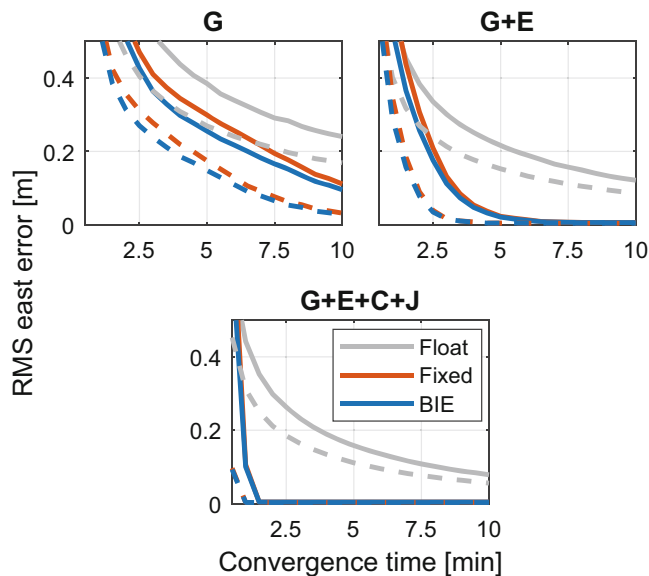 G
G+E
RMS east error [m]
0.4
0.2
0
2.5 5 7.5 10
2.5 5 7.5 10
G+E+C+J
0.4
0.2
0
Float
Fixed
BIE
2.5 5 7.5 10
Convergence time [min]